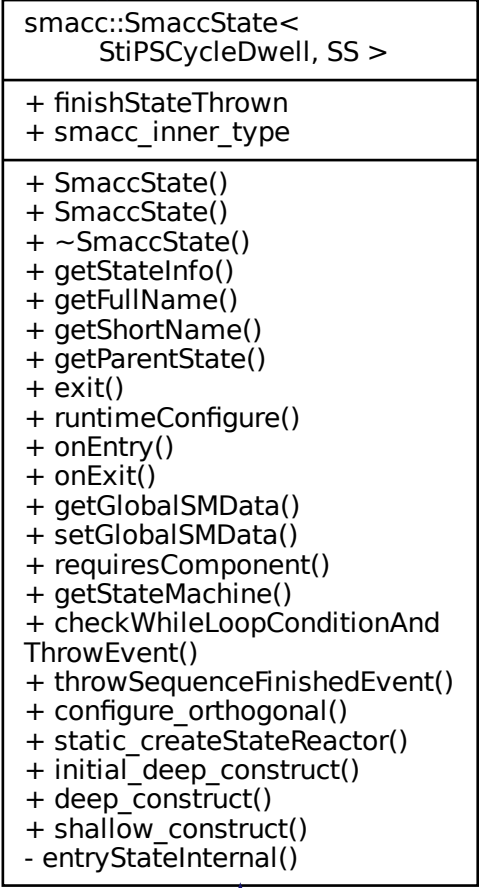 smacc::SmaccState<
StiPSCycleDwell, SS >
+ finishStateThrown
+ smacc_inner_type
+ SmaccState()
+ SmaccState()
+ ~SmaccState()
+ getStateInfo()
+ getFullName()
+ getShortName()
+ getParentState()
+ exit()
+ runtimeConfigure()
+ onEntry()
+ onExit()
+ getGlobalSMData()
+ setGlobalSMData()
+ requiresComponent()
+ getStateMachine()
+ checkWhileLoopConditionAnd
ThrowEvent()
+ throwSequenceFinishedEvent()
+ configure_orthogonal()
+ static_createStateReactor()
+ initial_deep_construct()
+ deep_construct()
+ shallow_construct()
- entryStateInternal()